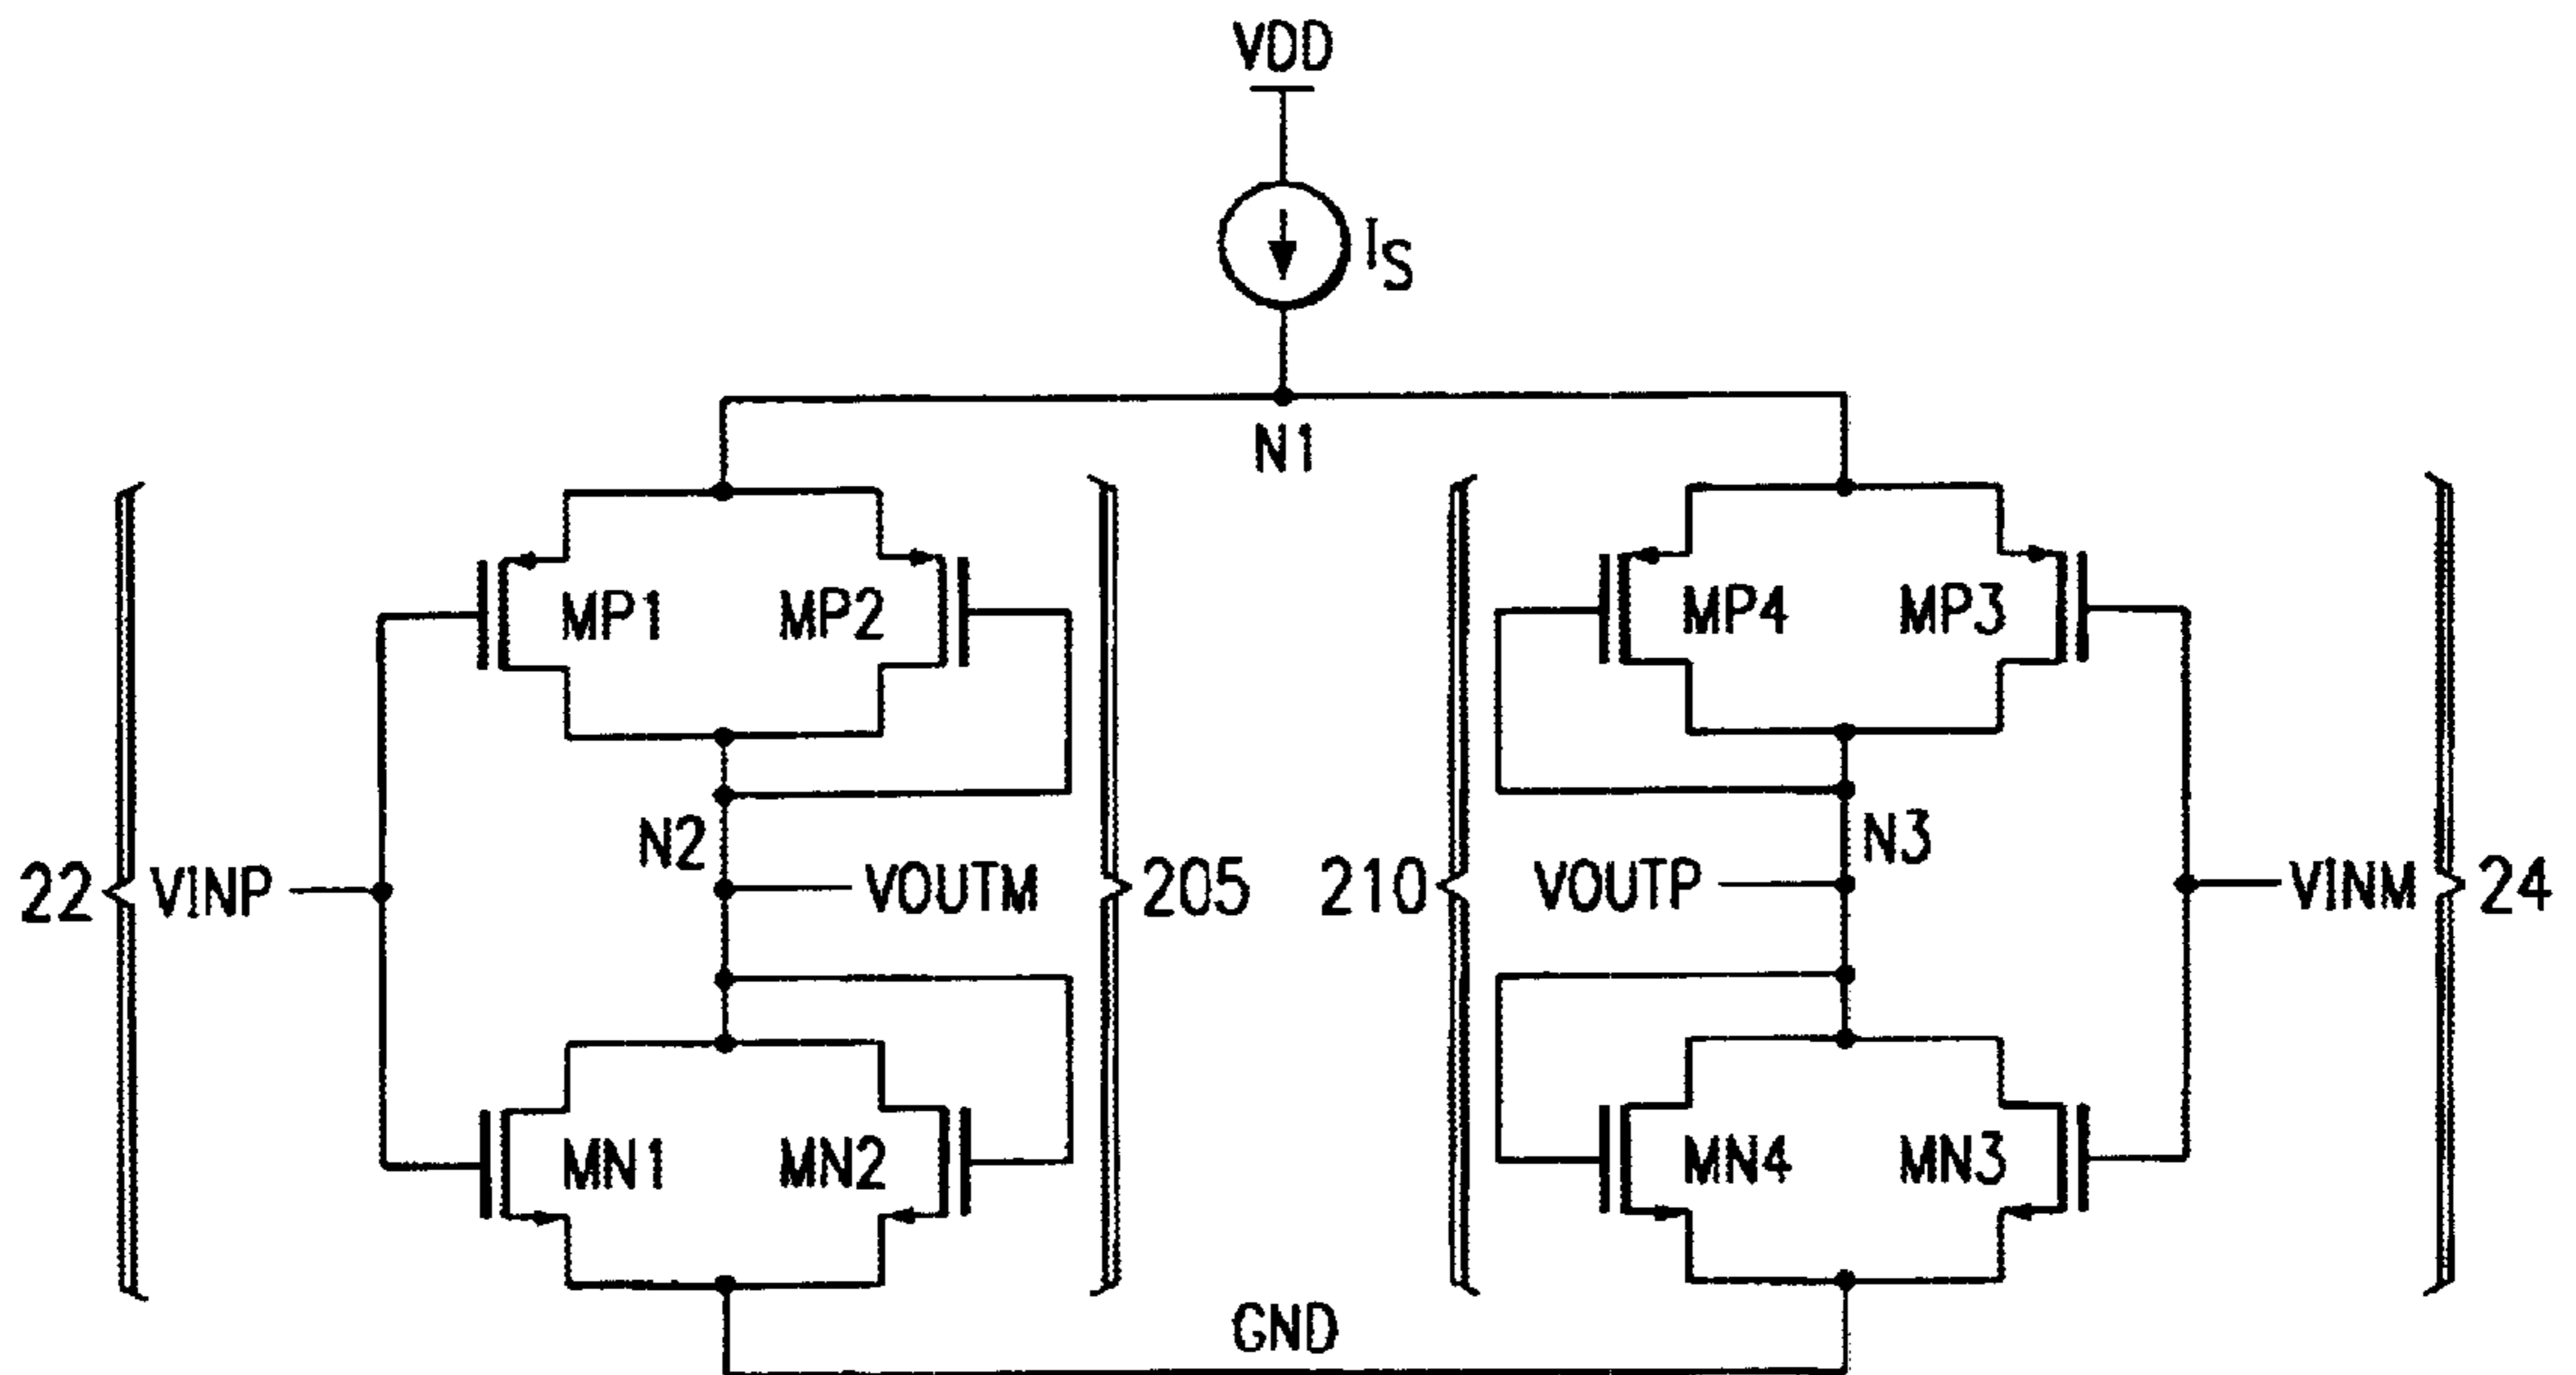 VDD
IS
N1
MP1
MP2
MP4
MP3
N2
N3
22
VINP
VOUTM
205
210
VOUTP
VINM
24
MN1
MN2
MN4
MN3
GND